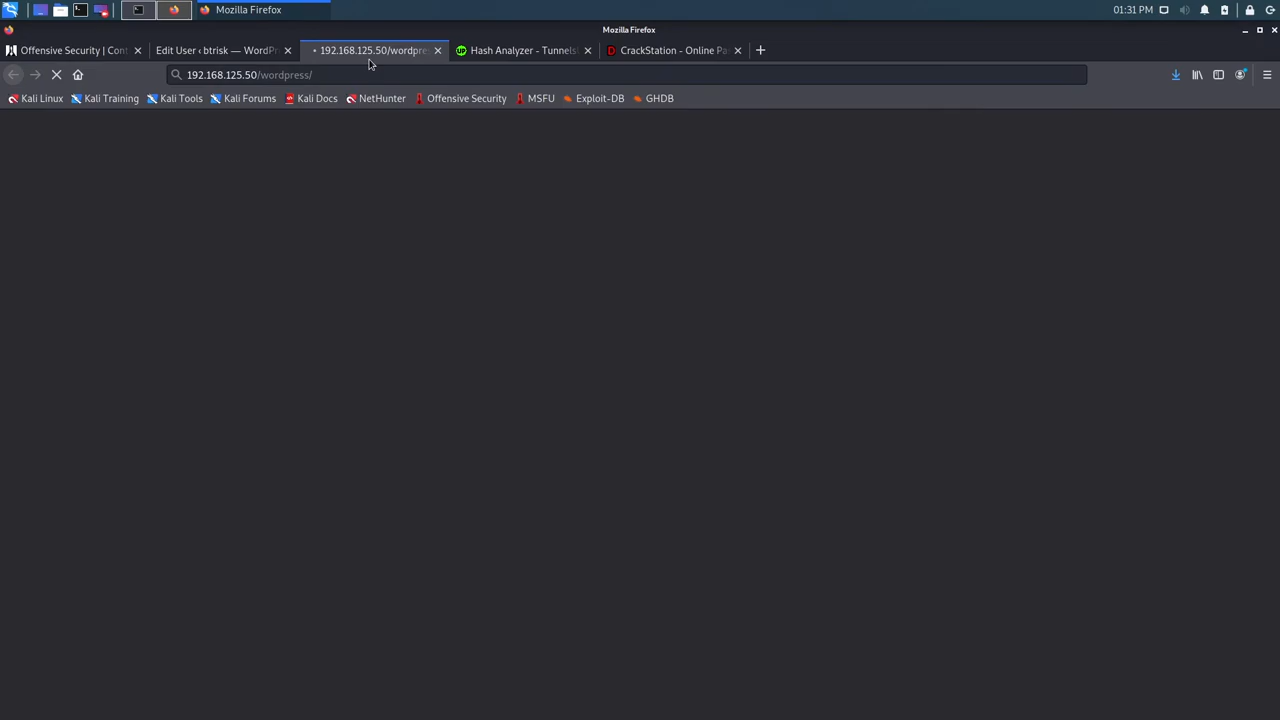 Mozilla Firefox
01:31 PM
Mozilla Firefox
Offensive Security | Cont
Edit User ‹ btrisk — WordPr
192.168.125.50/wordpre
Hash Analyzer - Tunnels
CrackStation - Online Pa
192.168.125.50/wordpress/
Kali Linux
Kali Training
Kali Tools
Kali Forums
Kali Docs
NetHunter
Offensive Security
MSFU
Exploit-DB
GHDB